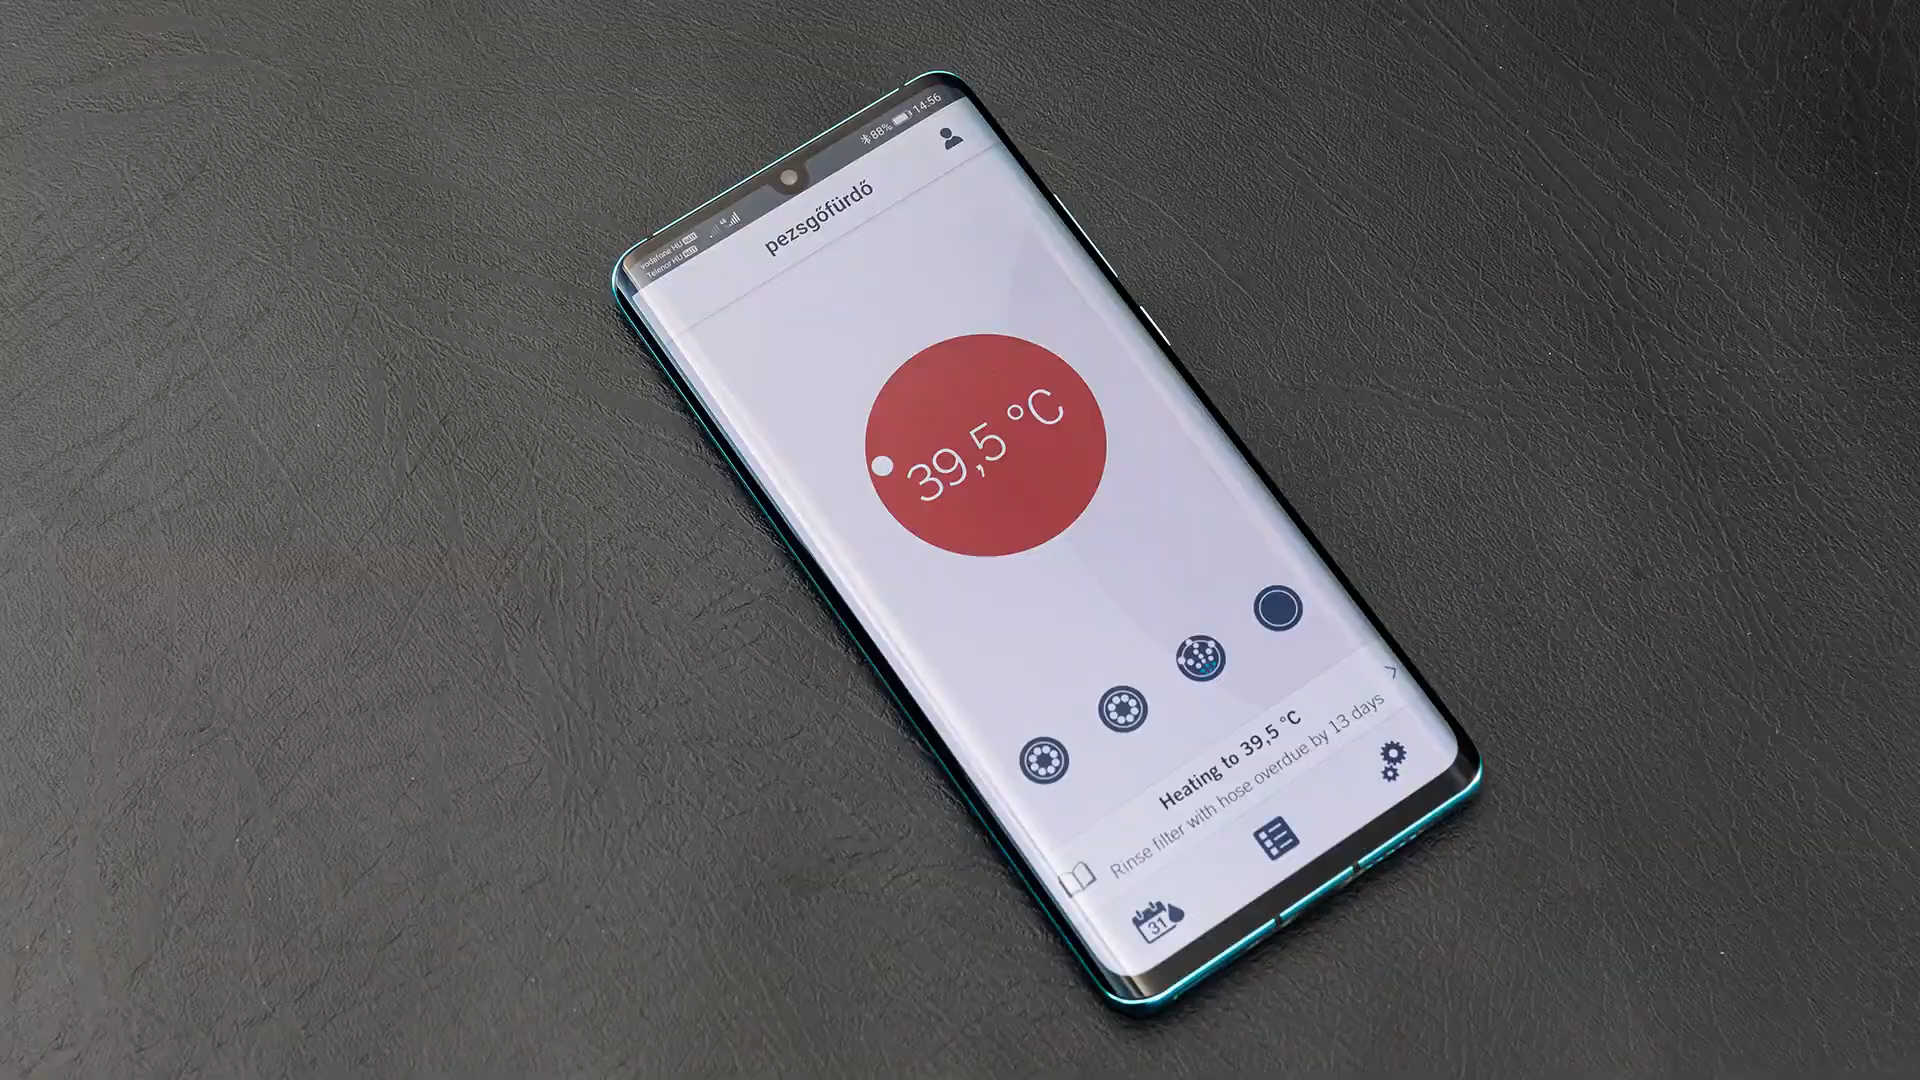 vodafone HU
Telenor HU
88% 14:56
pezsgőfürdő
39,5 °C
Heating to 39,5 °C
Rinse filter with hose overdue by 13 days
31